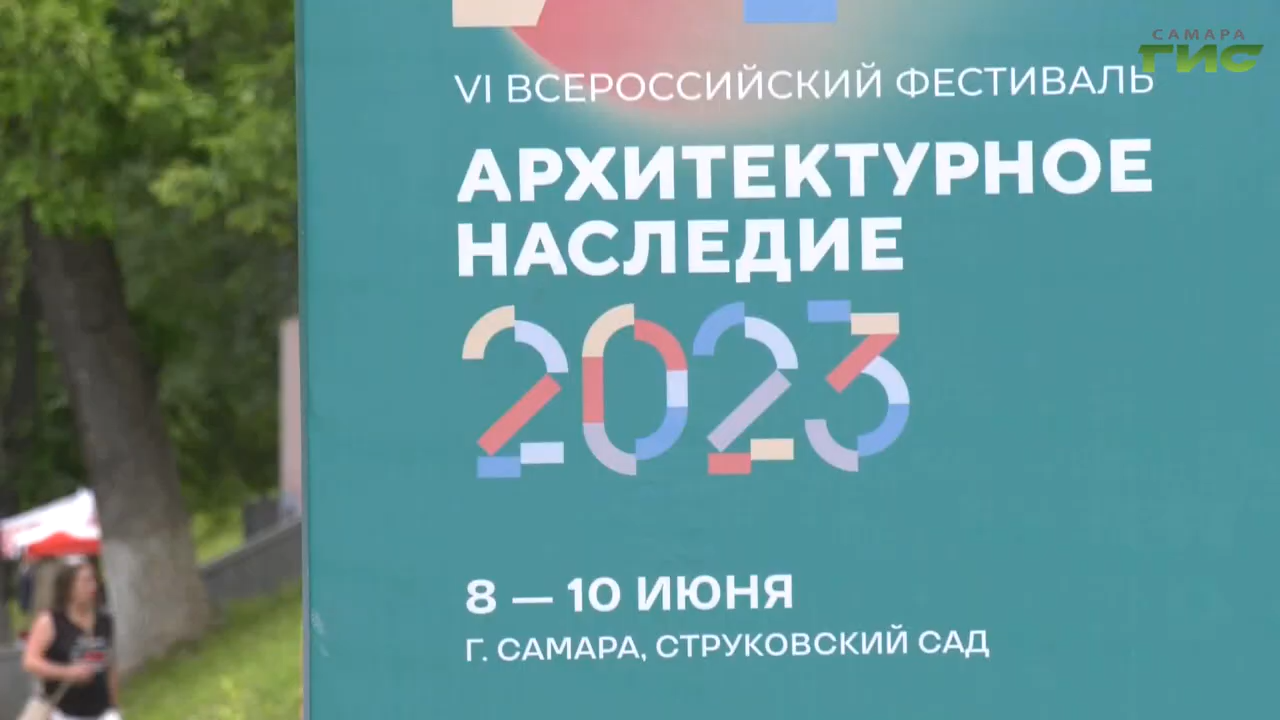 САМАРА
ГИС
VI ВСЕРОССИЙСКИЙ ФЕСТИВАЛЬ
АРХИТЕКТУРНОЕ
НАСЛЕДИЕ
2023
8 — 10 ИЮНЯ
Г. САМАРА, СТРУКОВСКИЙ САД